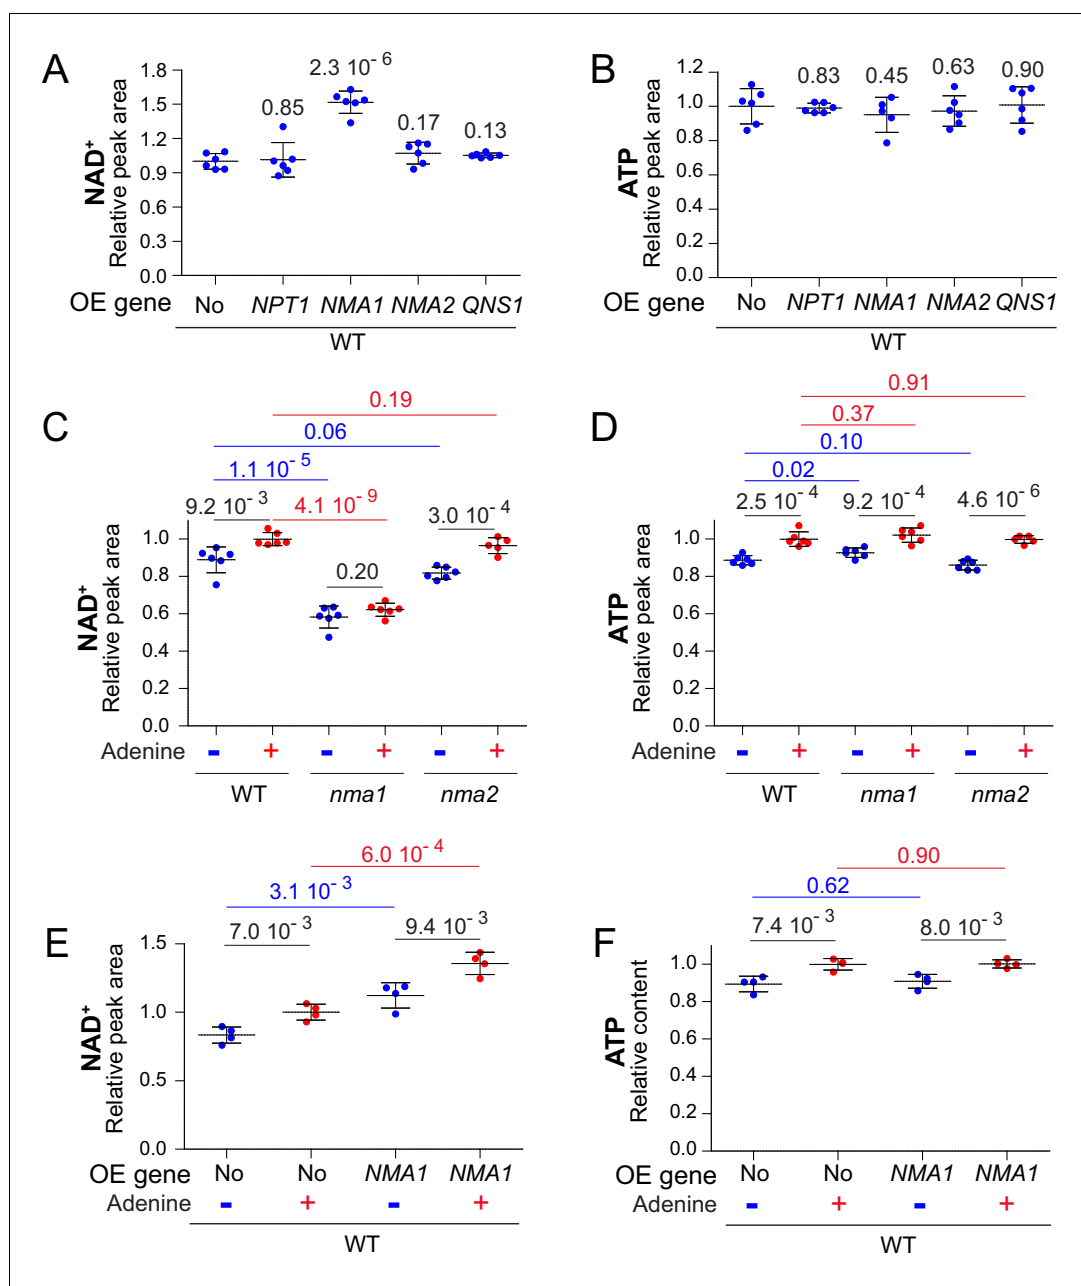 A
NAD+
Relative peak area
1.8
1.5
1.2
0.9
0.6
0.3
0.0
0.85
2.3 10-6
0.17
0.13
OE gene No NPT1 NMA1 NMA2 QNS1
WT
B
ATP
Relative peak area
1.2
1.0
0.8
0.6
0.4
0.2
0.0
0.83
0.45
0.63
0.90
OE gene No NPT1 NMA1 NMA2 QNS1
WT
C
0.19
0.06
1.1 10-5
9.2 10-3
4.1 10-9
3.0 10-4
0.20
NAD+
Relative peak area
1.0
0.8
0.6
0.4
0.2
0.0
Adenine - + - + - +
WT nma1 nma2
D
0.91
0.37
0.10
0.02
2.5 10-4
9.2 10-4
4.6 10-6
ATP
Relative peak area
1.0
0.8
0.6
0.4
0.2
0.0
Adenine - + - + - +
WT nma1 nma2
E
6.0 10-4
3.1 10-3
7.0 10-3
9.4 10-3
NAD+
Relative peak area
1.5
1.0
0.5
0.0
OE gene No No NMA1 NMA1
Adenine - + - +
WT
F
0.90
0.62
7.4 10-3
8.0 10-3
ATP
Relative content
1.0
0.8
0.6
0.4
0.2
0.0
OE gene No No NMA1 NMA1
Adenine - + - +
WT